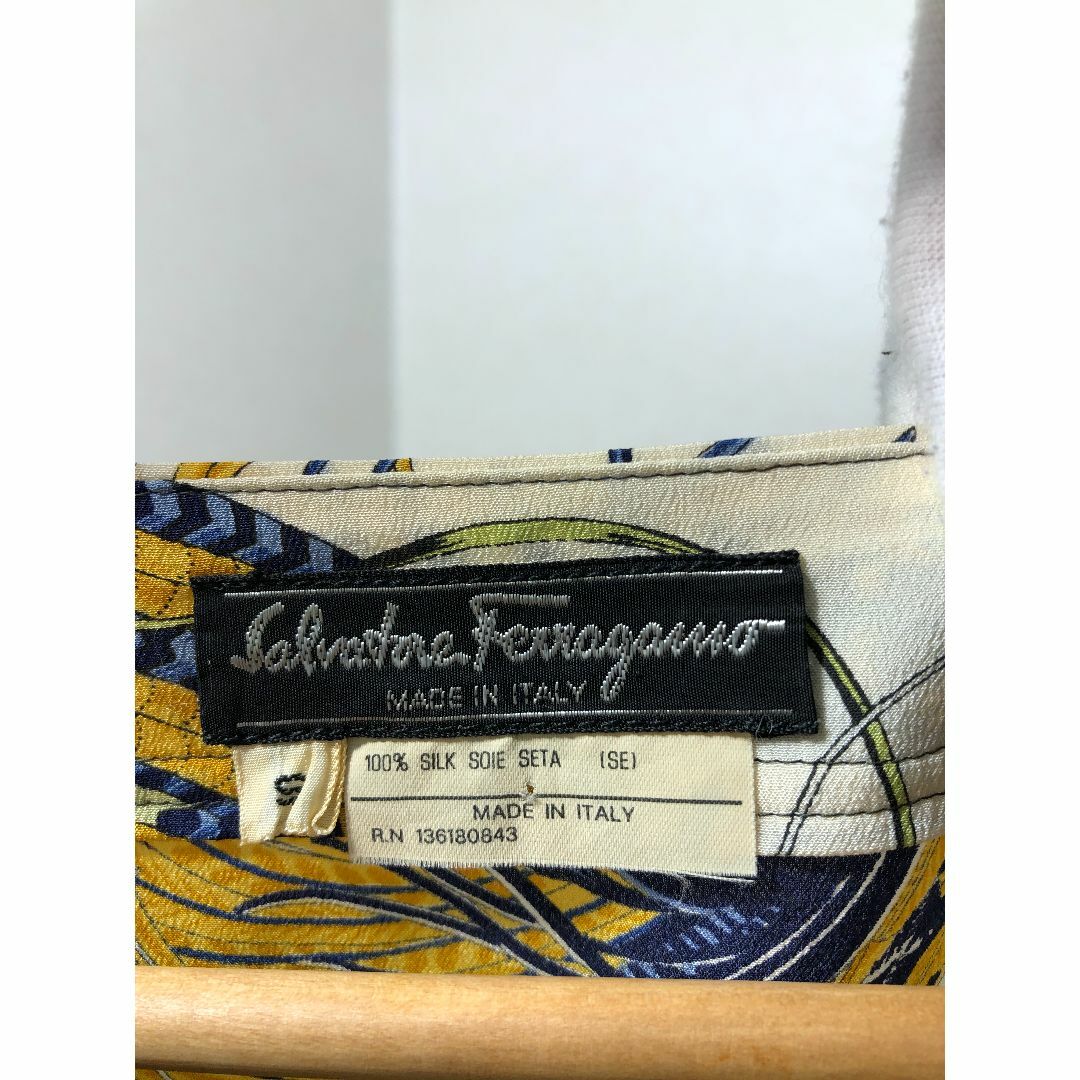 Salvatore Ferragamo
MADE IN ITALY
S
100% SILK SOIE SETA (SE)
MADE IN ITALY
R.N 136180843